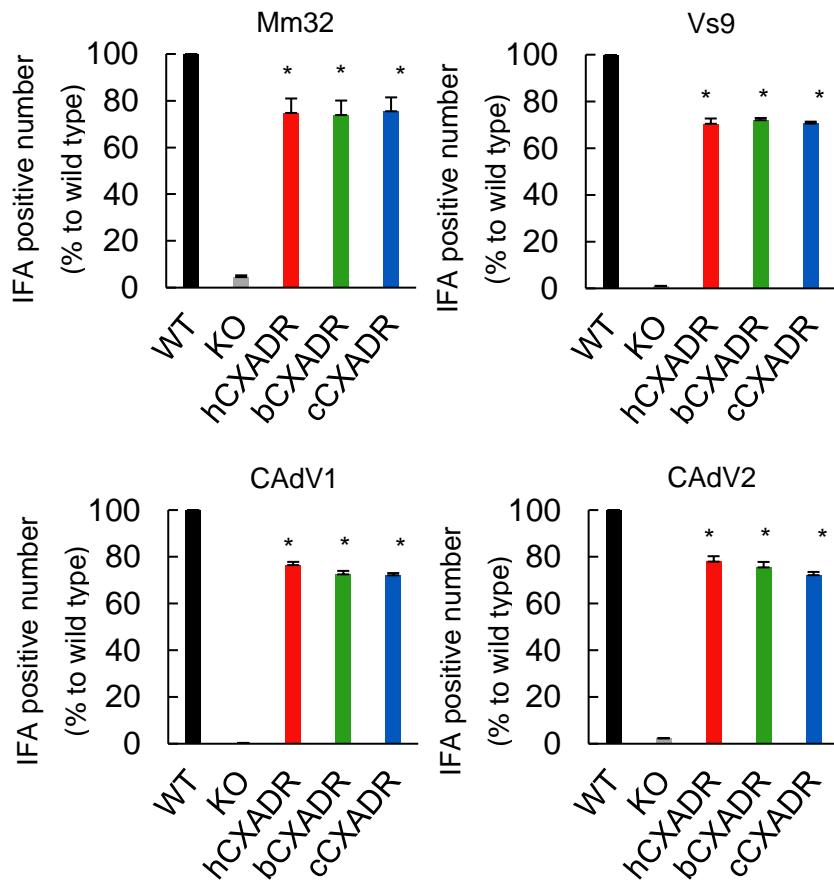 Mm32
IFA positive number
(% to wild type)
100
80
60
40
20
0
* * *
WT
KO
hCXADR
bCXADR
cCXADR
Vs9
IFA positive number
(% to wild type)
100
80
60
40
20
0
* * *
WT
KO
hCXADR
bCXADR
cCXADR
CAdV1
IFA positive number
(% to wild type)
100
80
60
40
20
0
* * *
WT
KO
hCXADR
bCXADR
cCXADR
CAdV2
IFA positive number
(% to wild type)
100
80
60
40
20
0
* * *
WT
KO
hCXADR
bCXADR
cCXADR